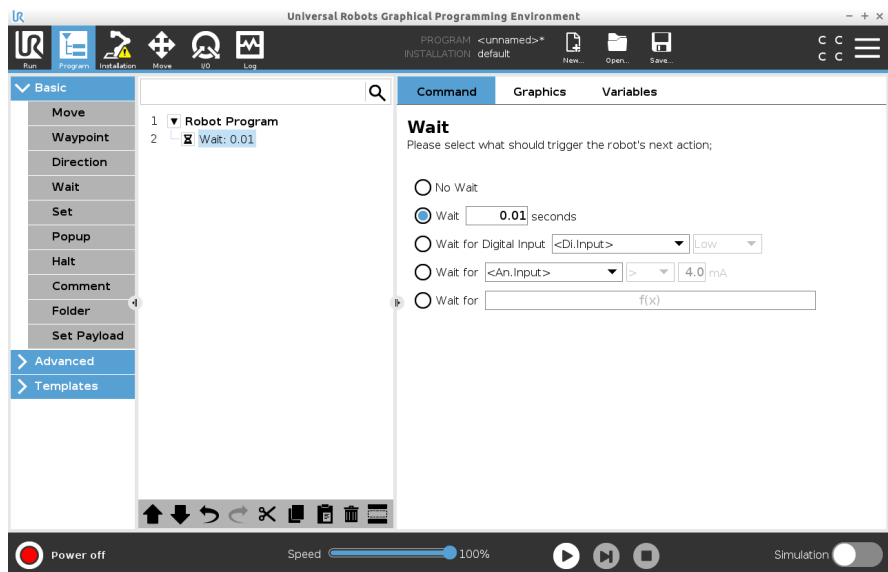 Universal Robots Graphical Programming Environment
UR
Run
Program
Installation
Move
I/O
Log
PROGRAM <unnamed>*
INSTALLATION default
New...
Open...
Save...
C C
C C
Basic
Move
Waypoint
Direction
Wait
Set
Popup
Halt
Comment
Folder
Set Payload
Advanced
Templates
1 Robot Program
2 Wait: 0.01
Command Graphics Variables
Wait
Please select what should trigger the robot's next action;
No Wait
Wait 0.01 seconds
Wait for Digital Input <Di.Input> Low
Wait for <An.Input> > 4.0 mA
Wait for f(x)
Power off
Speed 100%
Simulation